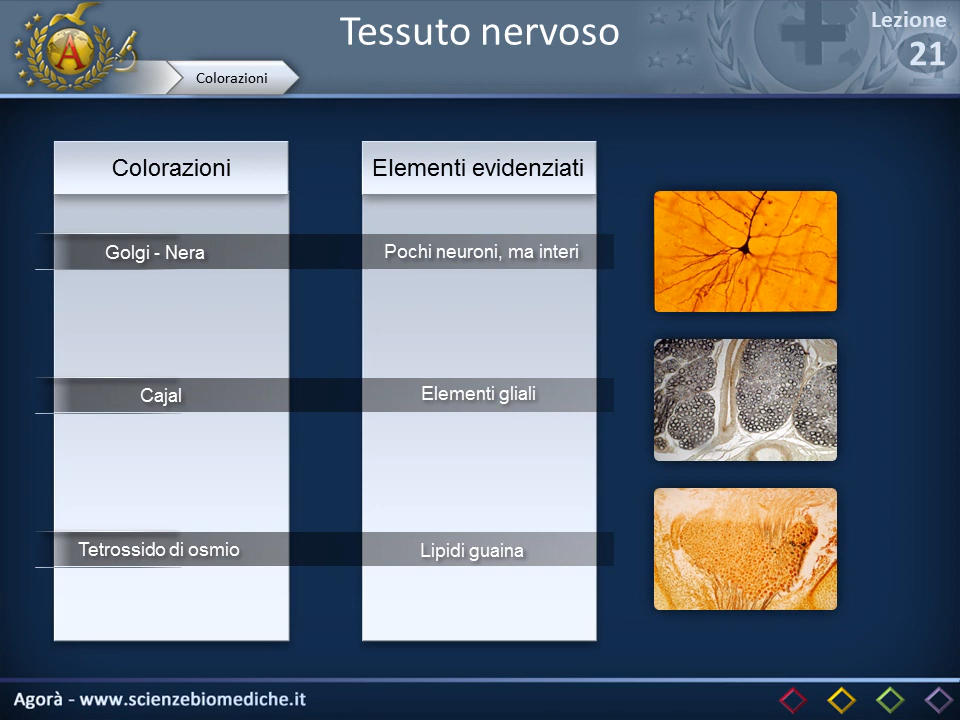 Tessuto nervoso
Lezione
21
Colorazioni
Colorazioni
Elementi evidenziati
Golgi - Nera
Pochi neuroni, ma interi
Cajal
Elementi gliali
Tetrossido di osmio
Lipidi guaina
Agorà - www.scienzebiomediche.it